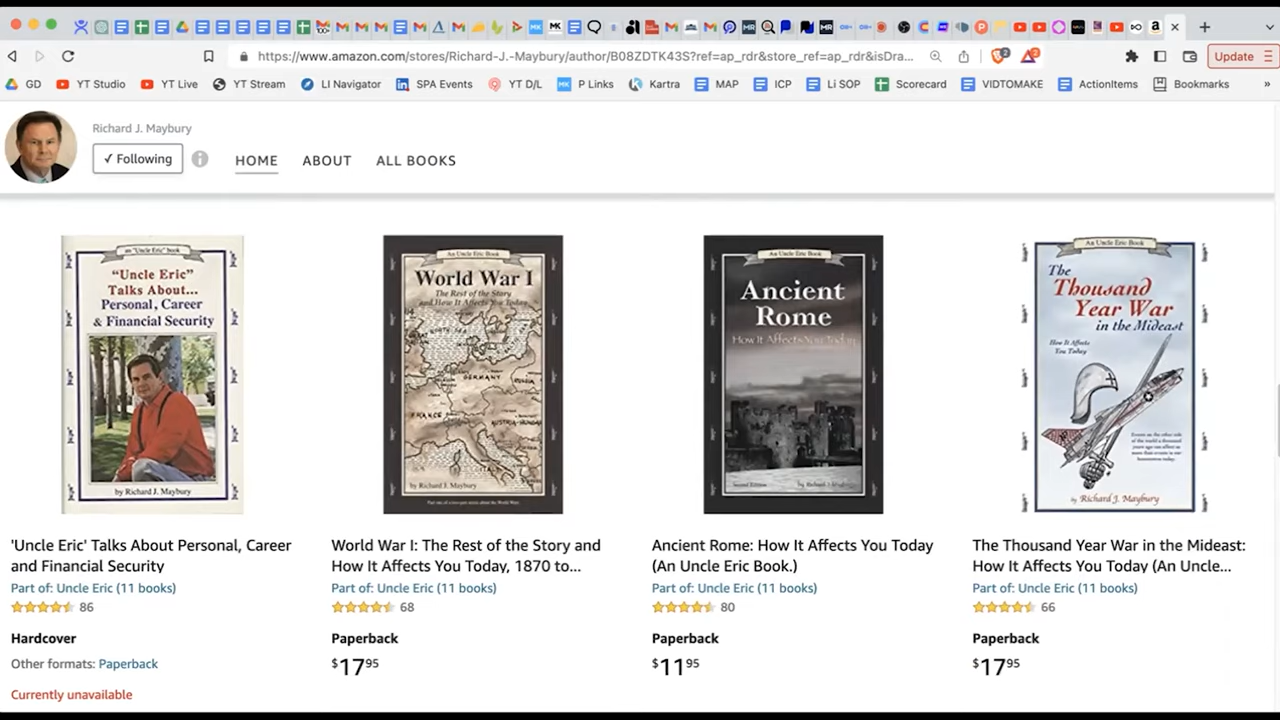 https://www.amazon.com/stores/Richard-J.-Maybury/author/B08ZDTK43S?ref=ap_rdr&store_ref=ap_rdr&isDra...
Update
GD YT Studio YT Live YT Stream LI Navigator SPA Events YT D/L P Links Kartra MAP ICP Li SOP Scorecard VIDTOMAKE ActionItems Bookmarks »
Richard J. Maybury
✓ Following
HOME ABOUT ALL BOOKS
an "Uncle Eric" book
"Uncle Eric"
Talks About...
Personal, Career
& Financial Security
by Richard J. Maybury
An Uncle Eric Book
World War I
The Rest of the Story
and How It Affects You Today
GERMANY
RUSSIA
FRANCE
AUSTRIA-HUNGARY
by Richard J. Maybury
An Uncle Eric Book
Ancient
Rome
How It Affects You Today
Second Edition
An Uncle Eric Book
The
Thousand
Year War
in the Mideast
How It Affects
You Today
by Richard J. Maybury
'Uncle Eric' Talks About Personal, Career
and Financial Security
Part of: Uncle Eric (11 books)
86
Hardcover
Other formats: Paperback
Currently unavailable
World War I: The Rest of the Story and
How It Affects You Today, 1870 to...
Part of: Uncle Eric (11 books)
68
Paperback
$17.95
Ancient Rome: How It Affects You Today
(An Uncle Eric Book.)
Part of: Uncle Eric (11 books)
80
Paperback
$11.95
The Thousand Year War in the Mideast:
How It Affects You Today (An Uncle...
Part of: Uncle Eric (11 books)
66
Paperback
$17.95